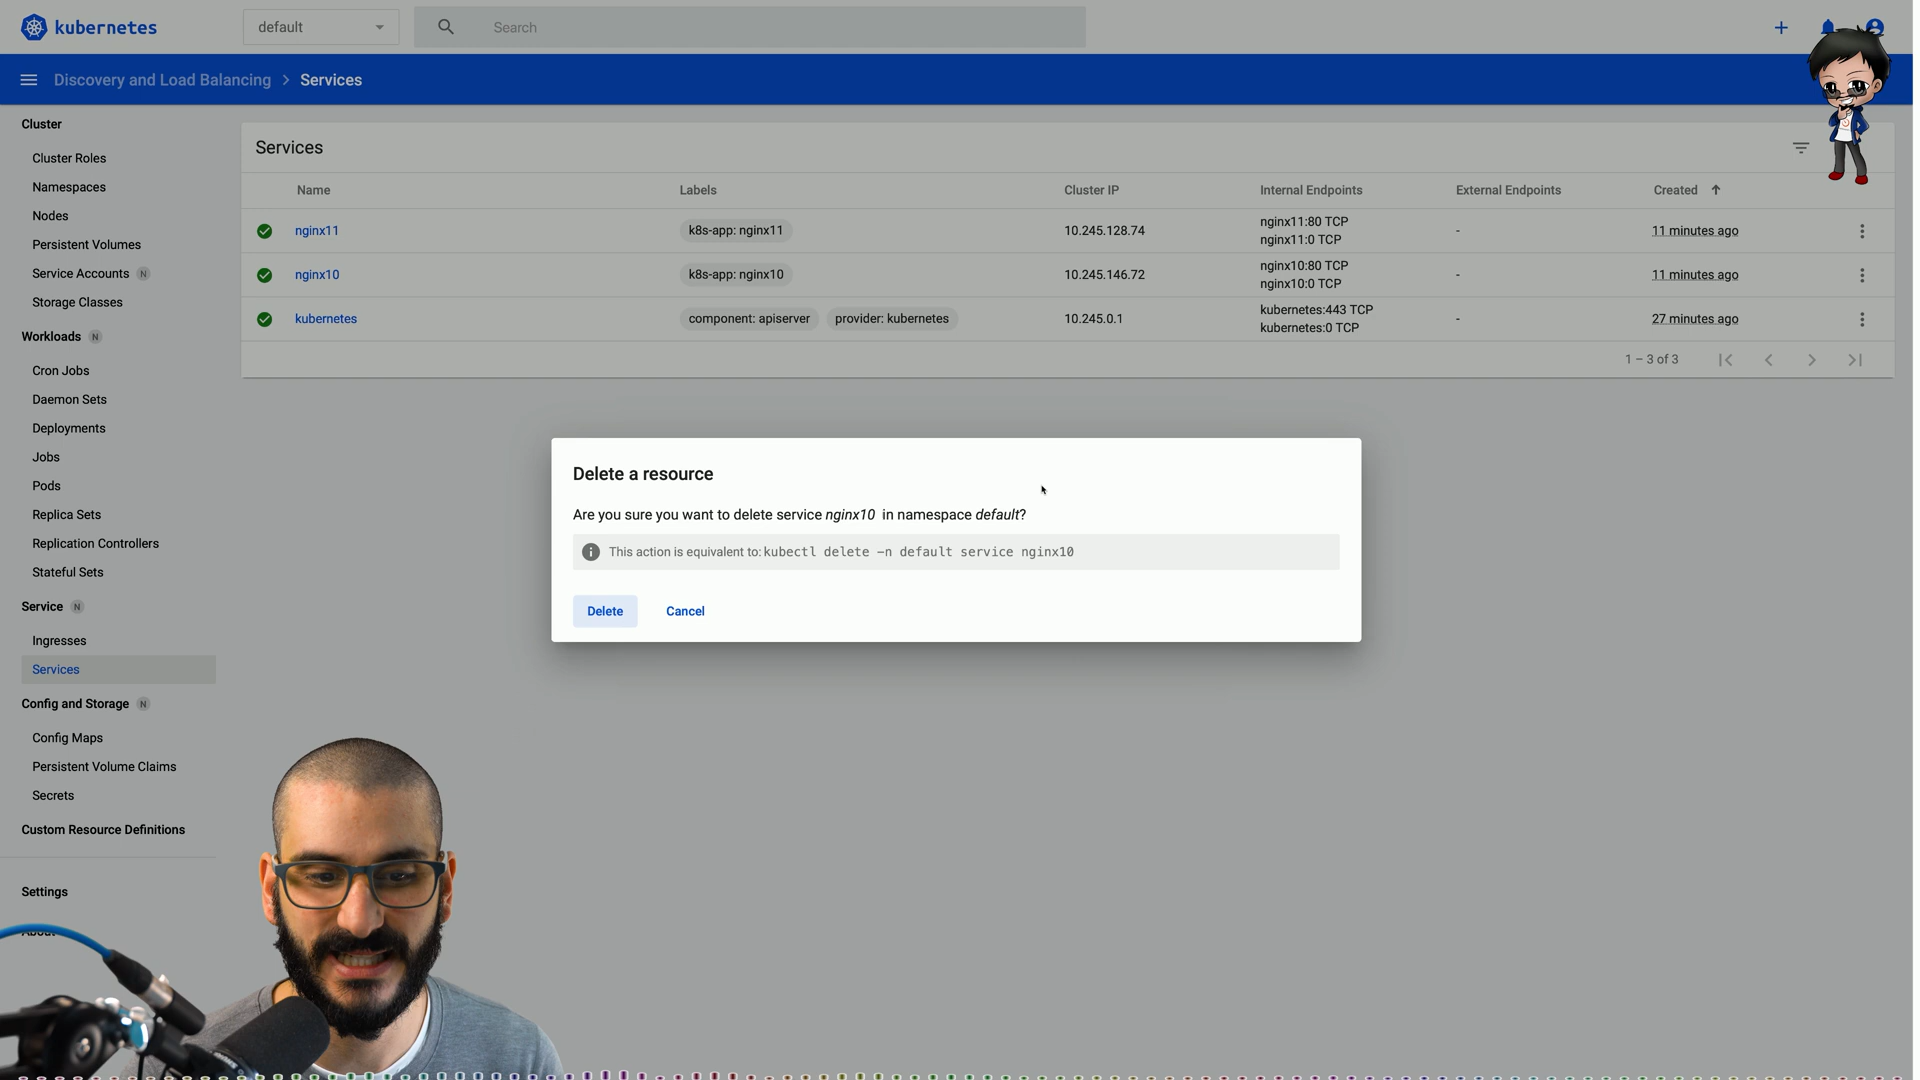 kubernetes
default
Search
Discovery and Load Balancing > Services
Cluster
Cluster Roles
Namespaces
Nodes
Persistent Volumes
Service Accounts N
Storage Classes
Workloads N
Cron Jobs
Daemon Sets
Deployments
Jobs
Pods
Replica Sets
Replication Controllers
Stateful Sets
Service N
Ingresses
Services
Config and Storage N
Config Maps
Persistent Volume Claims
Secrets
Custom Resource Definitions
Settings
About
Services
Name Labels Cluster IP Internal Endpoints External Endpoints Created
nginx11 k8s-app: nginx11 10.245.128.74 nginx11:80 TCP - 11 minutes ago
nginx11:0 TCP
nginx10 k8s-app: nginx10 10.245.146.72 nginx10:80 TCP - 11 minutes ago
nginx10:0 TCP
kubernetes component: apiserver provider: kubernetes 10.245.0.1 kubernetes:443 TCP - 27 minutes ago
kubernetes:0 TCP
1 – 3 of 3
Delete a resource
Are you sure you want to delete service nginx10 in namespace default?
This action is equivalent to: kubectl delete -n default service nginx10
Delete Cancel